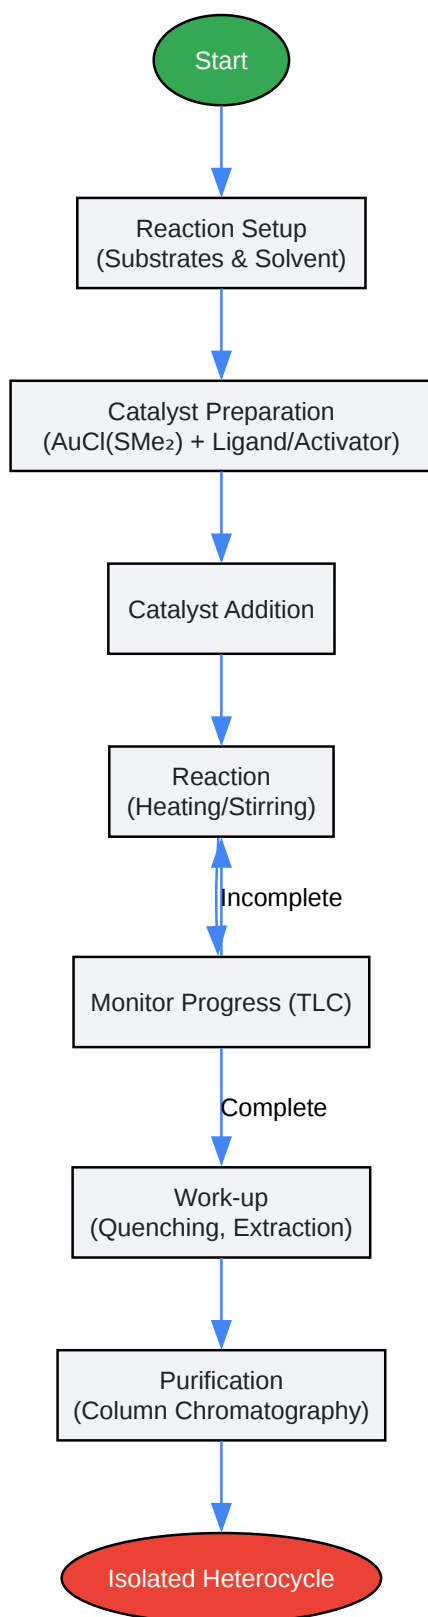 Start
Reaction Setup
(Substrates & Solvent)
Catalyst Preparation
(AuCl(SMe₂) + Ligand/Activator)
Catalyst Addition
Reaction
(Heating/Stirring)
Incomplete
Monitor Progress (TLC)
Complete
Work-up
(Quenching, Extraction)
Purification
(Column Chromatography)
Isolated Heterocycle